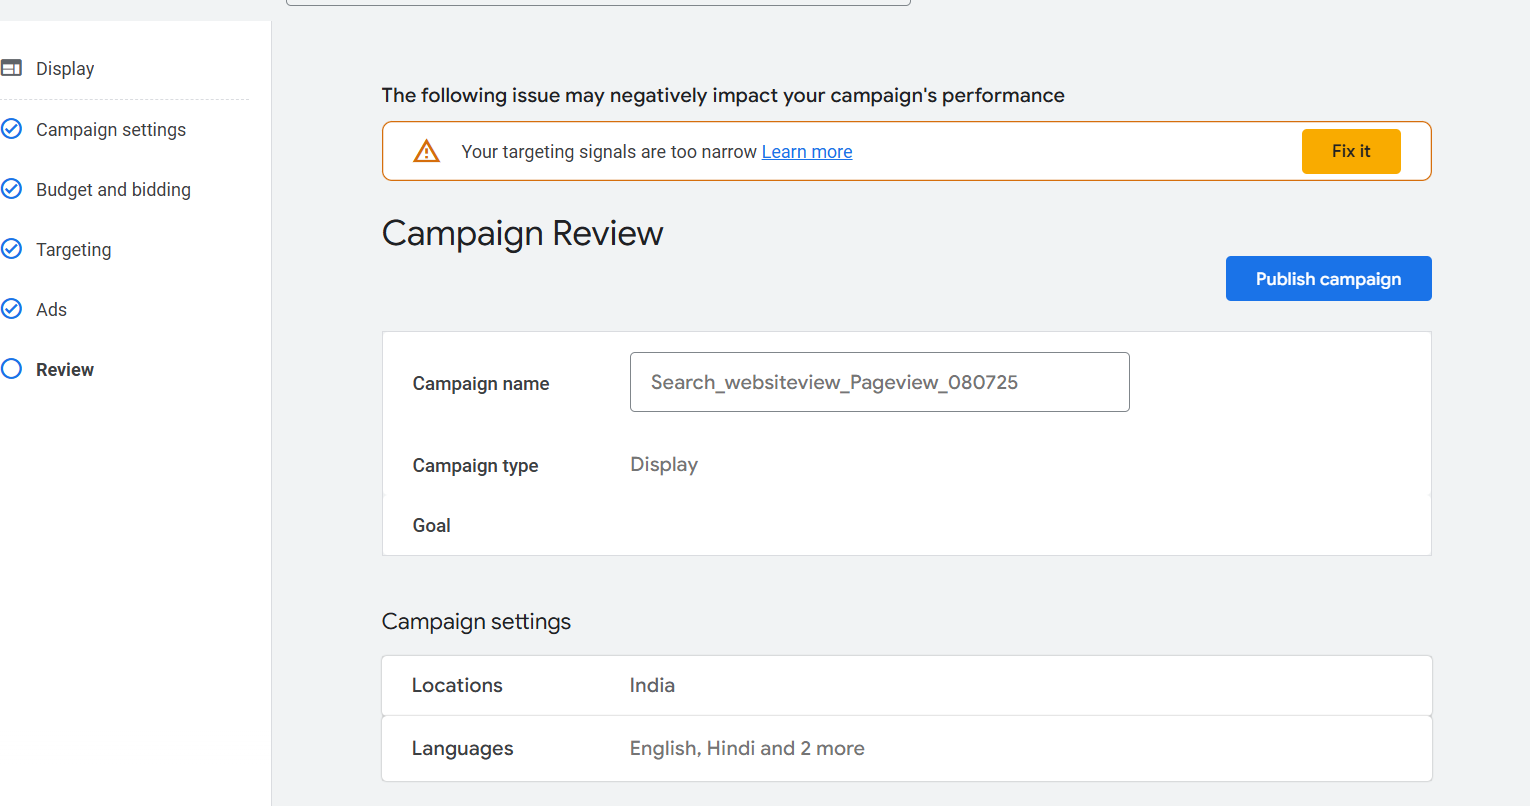 Display
Campaign settings
Budget and bidding
Targeting
Ads
Review
The following issue may negatively impact your campaign's performance
Your targeting signals are too narrow Learn more
Fix it
Campaign Review
Publish campaign
Campaign name Search_websiteview_Pageview_080725
Campaign type Display
Goal
Campaign settings
Locations India
Languages English, Hindi and 2 more